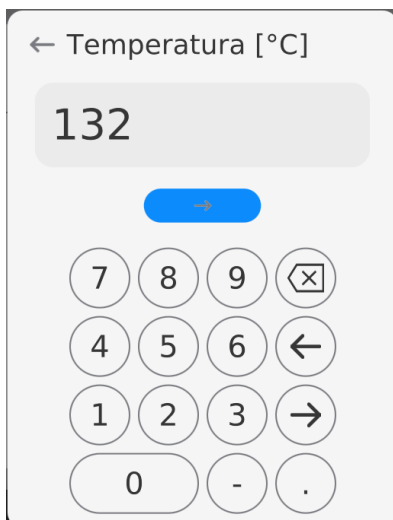 ← Temperatura [°C]
132
→
7 8 9 ⌫
4 5 6 ←
1 2 3 →
0 - .